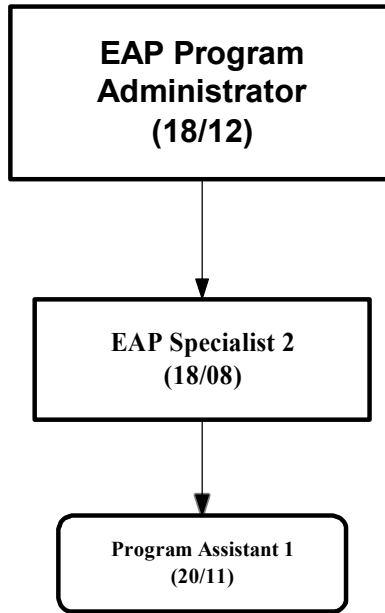 EAP Program
Administrator
(18/12)
EAP Specialist 2
(18/08)
Program Assistant 1
(20/11)